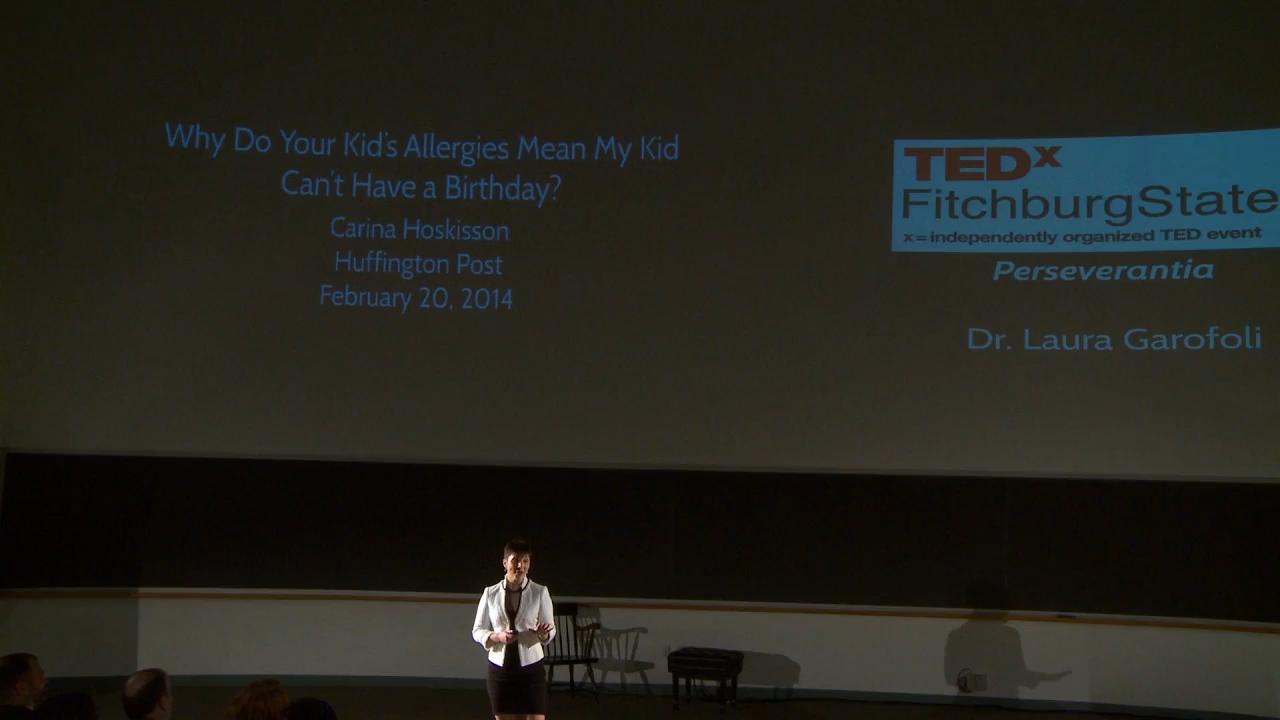 Why Do Your Kid's Allergies Mean My Kid
Can't Have a Birthday?
Carina Hoskisson
Huffington Post
February 20, 2014
TEDx
FitchburgState
x=independently organized TED event
Perseverantia
Dr. Laura Garofoli